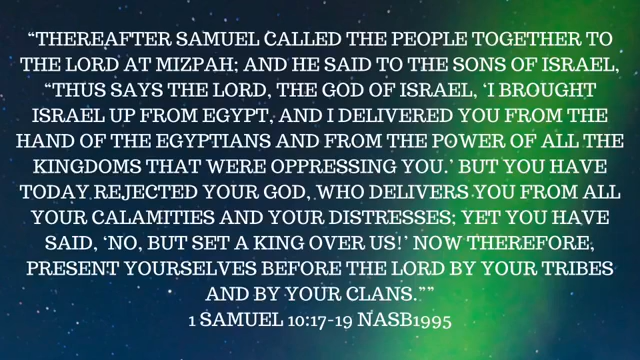 “THEREAFTER SAMUEL CALLED THE PEOPLE TOGETHER TO
THE LORD AT MIZPAH; AND HE SAID TO THE SONS OF ISRAEL,
“THUS SAYS THE LORD, THE GOD OF ISRAEL, ‘I BROUGHT
ISRAEL UP FROM EGYPT, AND I DELIVERED YOU FROM THE
HAND OF THE EGYPTIANS AND FROM THE POWER OF ALL THE
KINGDOMS THAT WERE OPPRESSING YOU.’ BUT YOU HAVE
TODAY REJECTED YOUR GOD, WHO DELIVERS YOU FROM ALL
YOUR CALAMITIES AND YOUR DISTRESSES; YET YOU HAVE
SAID, ‘NO, BUT SET A KING OVER US!’ NOW THEREFORE,
PRESENT YOURSELVES BEFORE THE LORD BY YOUR TRIBES
AND BY YOUR CLANS.””
1 SAMUEL 10:17-19 NASB1995